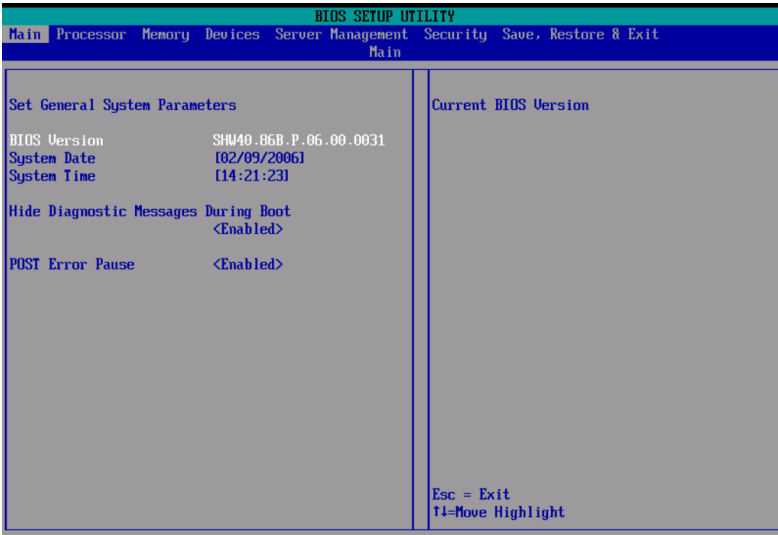 BIOS SETUP UTILITY
Main Processor Memory Devices Server Management Security Save, Restore & Exit
Main
Set General System Parameters
BIOS Version SHW40.86B.P.06.00.0031
System Date [02/09/2006]
System Time [14:21:23]
Hide Diagnostic Messages During Boot
<Enabled>
POST Error Pause <Enabled>
Current BIOS Version
Esc = Exit
↑↓=Move Highlight